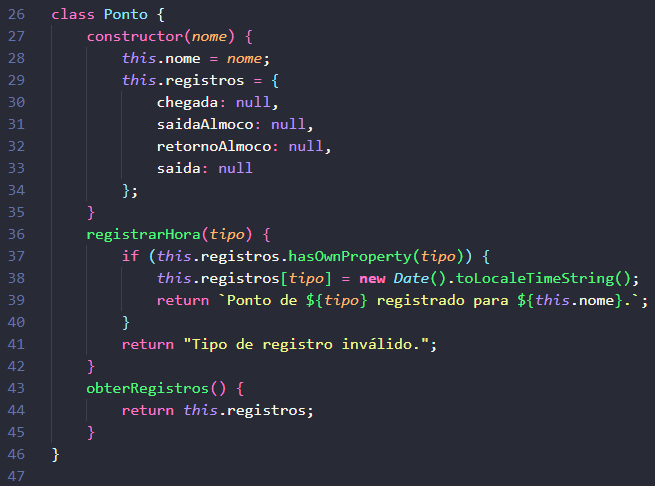 26 class Ponto {
27     constructor(nome) {
28         this.nome = nome;
29         this.registros = {
30             chegada: null,
31             saidaAlmoco: null,
32             retornoAlmoco: null,
33             saida: null
34         };
35     }
36     registrarHora(tipo) {
37         if (this.registros.hasOwnProperty(tipo)) {
38             this.registros[tipo] = new Date().toLocaleTimeString();
39             return `Ponto de ${tipo} registrado para ${this.nome}.`;
40         }
41         return "Tipo de registro inválido.";
42     }
43     obterRegistros() {
44         return this.registros;
45     }
46 }
47